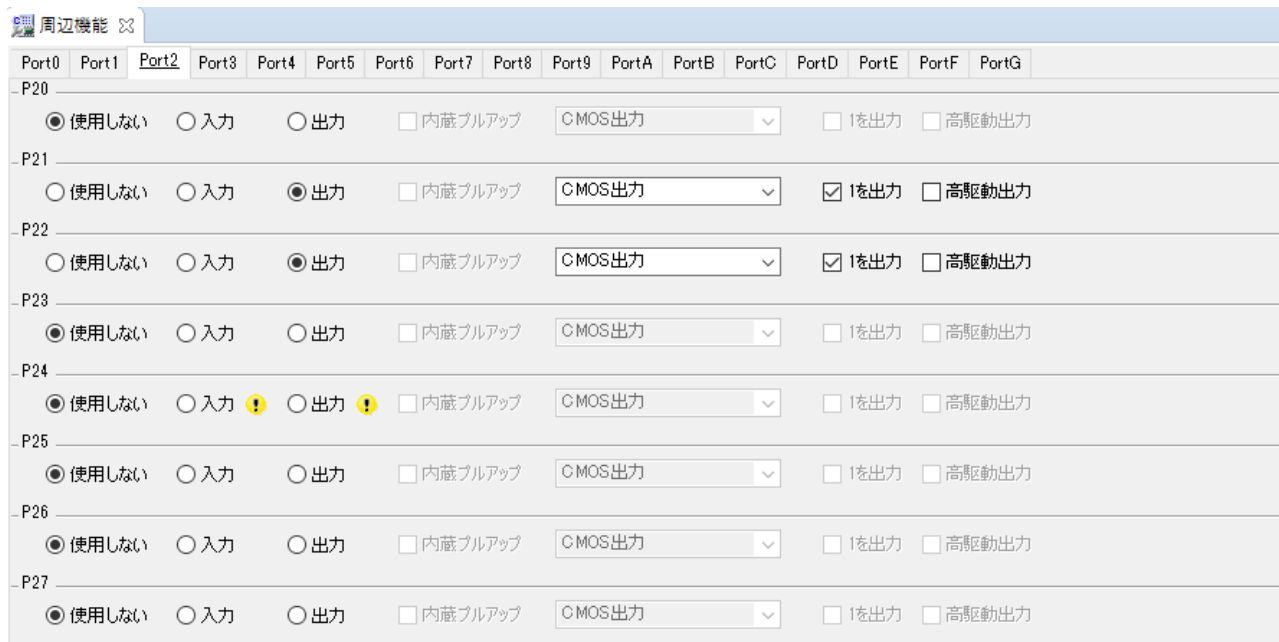 周辺機能
Port0 Port1 Port2 Port3 Port4 Port5 Port6 Port7 Port8 Port9 PortA PortB PortC PortD PortE PortF PortG
P20
使用しない 入力 出力 内蔵プルアップ CMOS出力 1を出力 高駆動出力
P21
使用しない 入力 出力 内蔵プルアップ CMOS出力 1を出力 高駆動出力
P22
使用しない 入力 出力 内蔵プルアップ CMOS出力 1を出力 高駆動出力
P23
使用しない 入力 出力 内蔵プルアップ CMOS出力 1を出力 高駆動出力
P24
使用しない 入力 出力 内蔵プルアップ CMOS出力 1を出力 高駆動出力
P25
使用しない 入力 出力 内蔵プルアップ CMOS出力 1を出力 高駆動出力
P26
使用しない 入力 出力 内蔵プルアップ CMOS出力 1を出力 高駆動出力
P27
使用しない 入力 出力 内蔵プルアップ CMOS出力 1を出力 高駆動出力